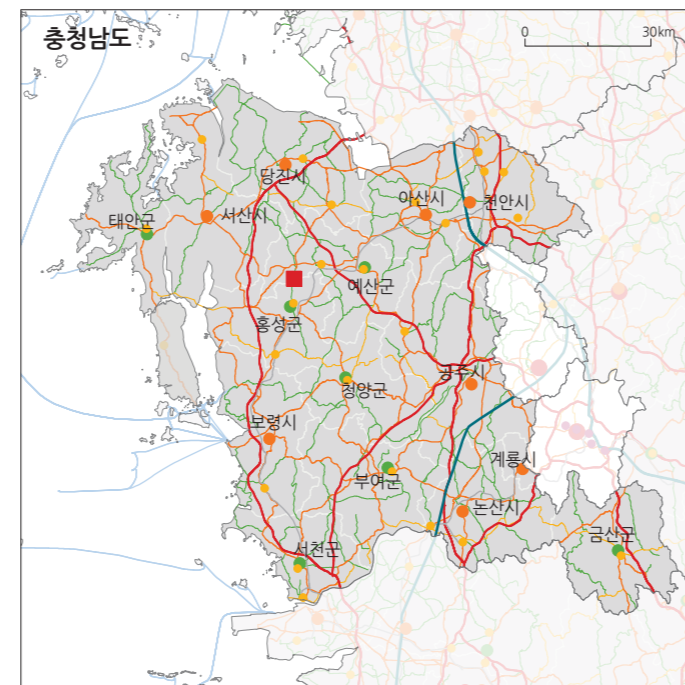 충청남도
0 30km
당진시
아산시
천안시
태안군
서산시
예산군
홍성군
공주시
청양군
보령시
계룡시
부여군
논산시
서천군
금산군